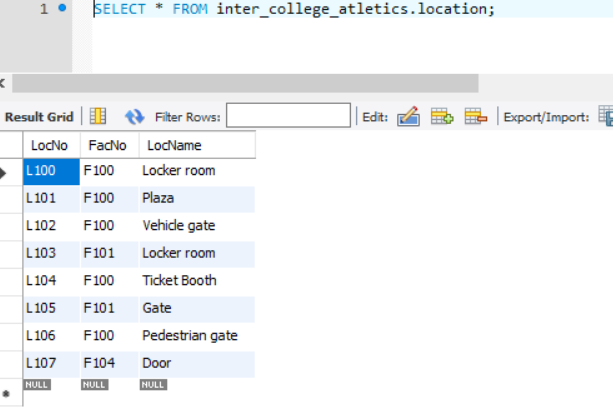 1 SELECT * FROM inter_college_atletics.location;
Result Grid Filter Rows: Edit: Export/Import:
LocNo FacNo LocName
L100 F100 Locker room
L101 F100 Plaza
L102 F100 Vehicle gate
L103 F101 Locker room
L104 F100 Ticket Booth
L105 F101 Gate
L106 F100 Pedestrian gate
L107 F104 Door
NULL NULL NULL